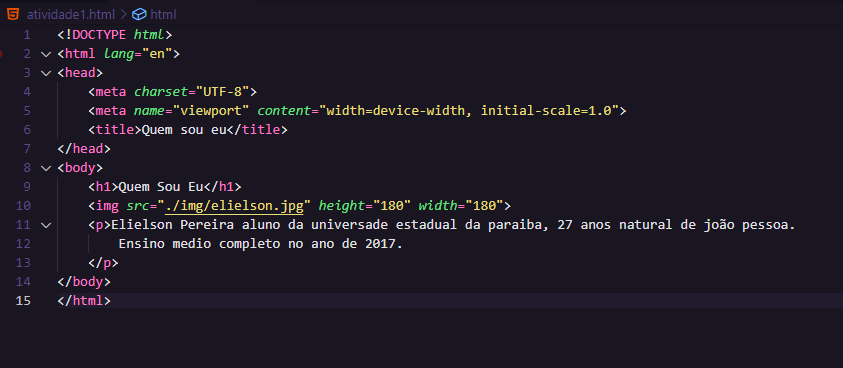 atividade1.html > html
1 <!DOCTYPE html>
2 <html lang="en">
3 <head>
4 <meta charset="UTF-8">
5 <meta name="viewport" content="width=device-width, initial-scale=1.0">
6 <title>Quem sou eu</title>
7 </head>
8 <body>
9 <h1>Quem Sou Eu</h1>
10 <img src="./img/elielson.jpg" height="180" width="180">
11 <p>Elielson Pereira aluno da universade estadual da paraiba, 27 anos natural de joão pessoa.
12 Ensino medio completo no ano de 2017.
13 </p>
14 </body>
15 </html>